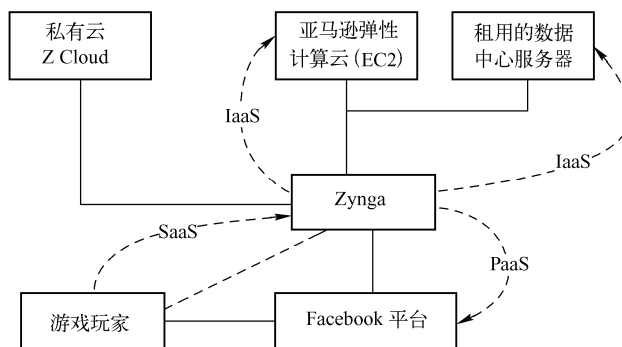 私有云
Z Cloud
亚马逊弹性
计算云(EC2)
租用的数据
中心服务器
IaaS
IaaS
Zynga
SaaS
PaaS
游戏玩家
Facebook 平台